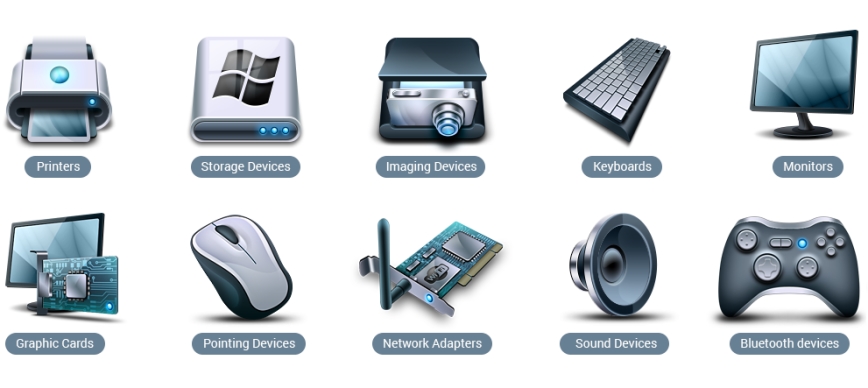 Printers
Storage Devices
Imaging Devices
Keyboards
Monitors
Graphic Cards
Pointing Devices
Network Adapters
Sound Devices
Bluetooth devices